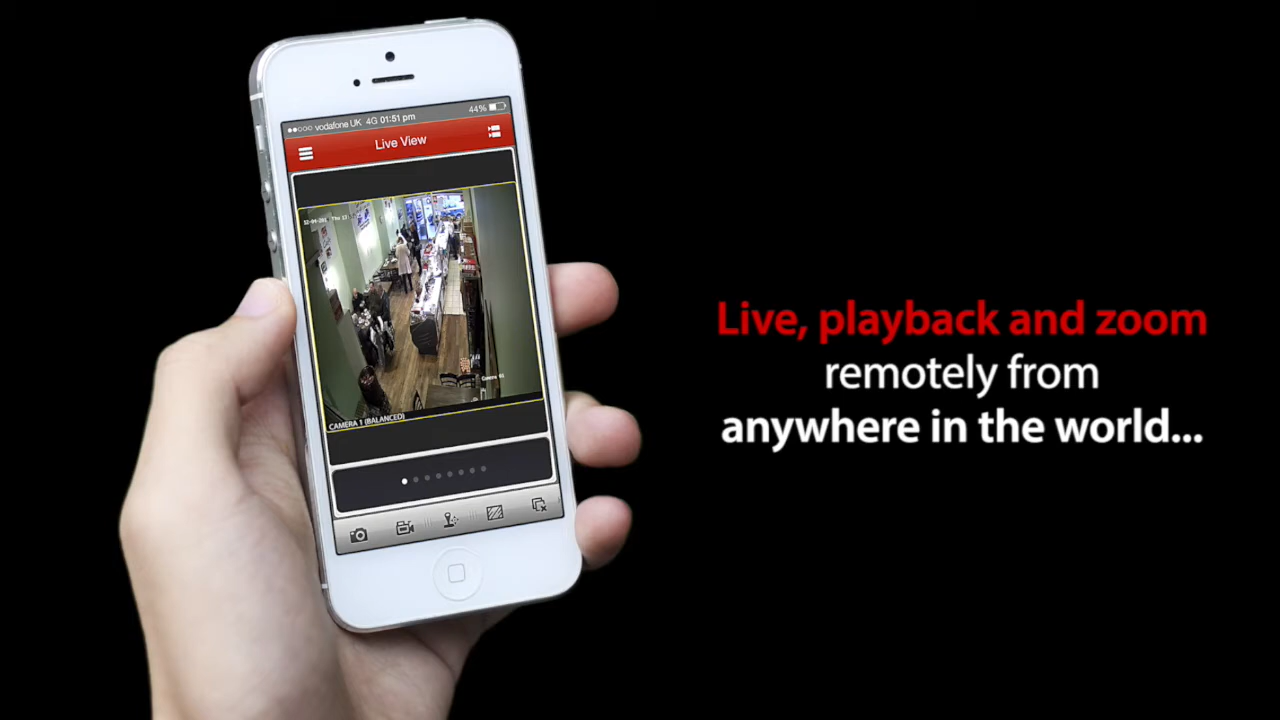 vodafone UK 4G 01:51 pm 44%
Live View
CAMERA 1 (BALANCED)
Live, playback and zoom
remotely from
anywhere in the world...